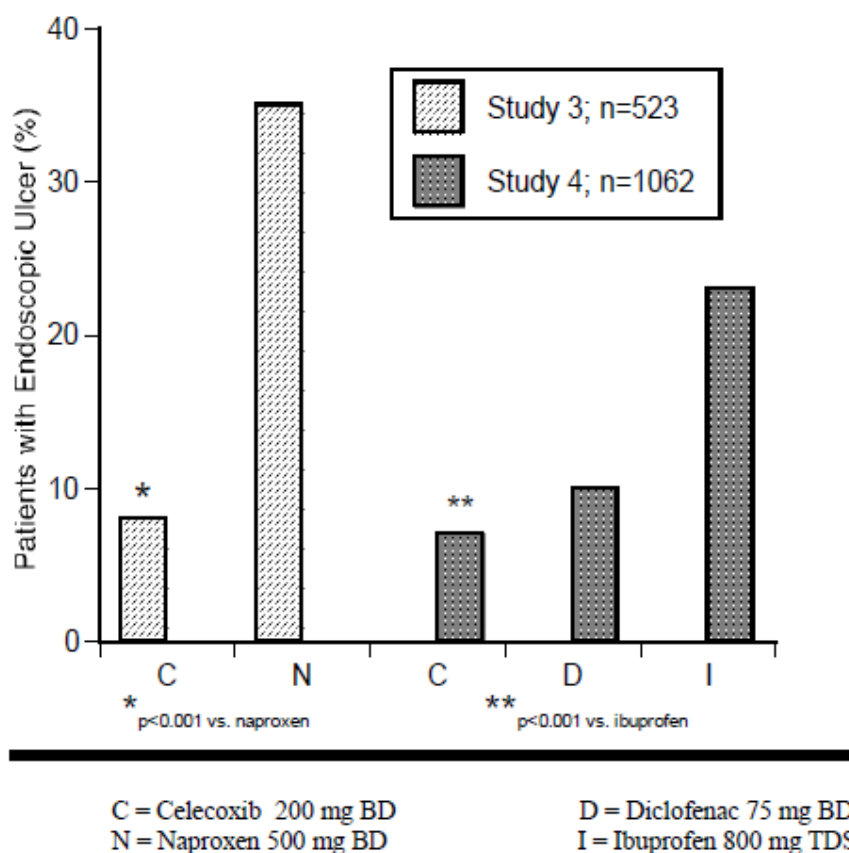 Patients with Endoscopic Ulcer (%)
40
30
20
10
0
Study 3; n=523
Study 4; n=1062
*
**
C N C D I
* p<0.001 vs. naproxen ** p<0.001 vs. ibuprofen
C = Celecoxib 200 mg BD D = Diclofenac 75 mg BD
N = Naproxen 500 mg BD I = Ibuprofen 800 mg TDS